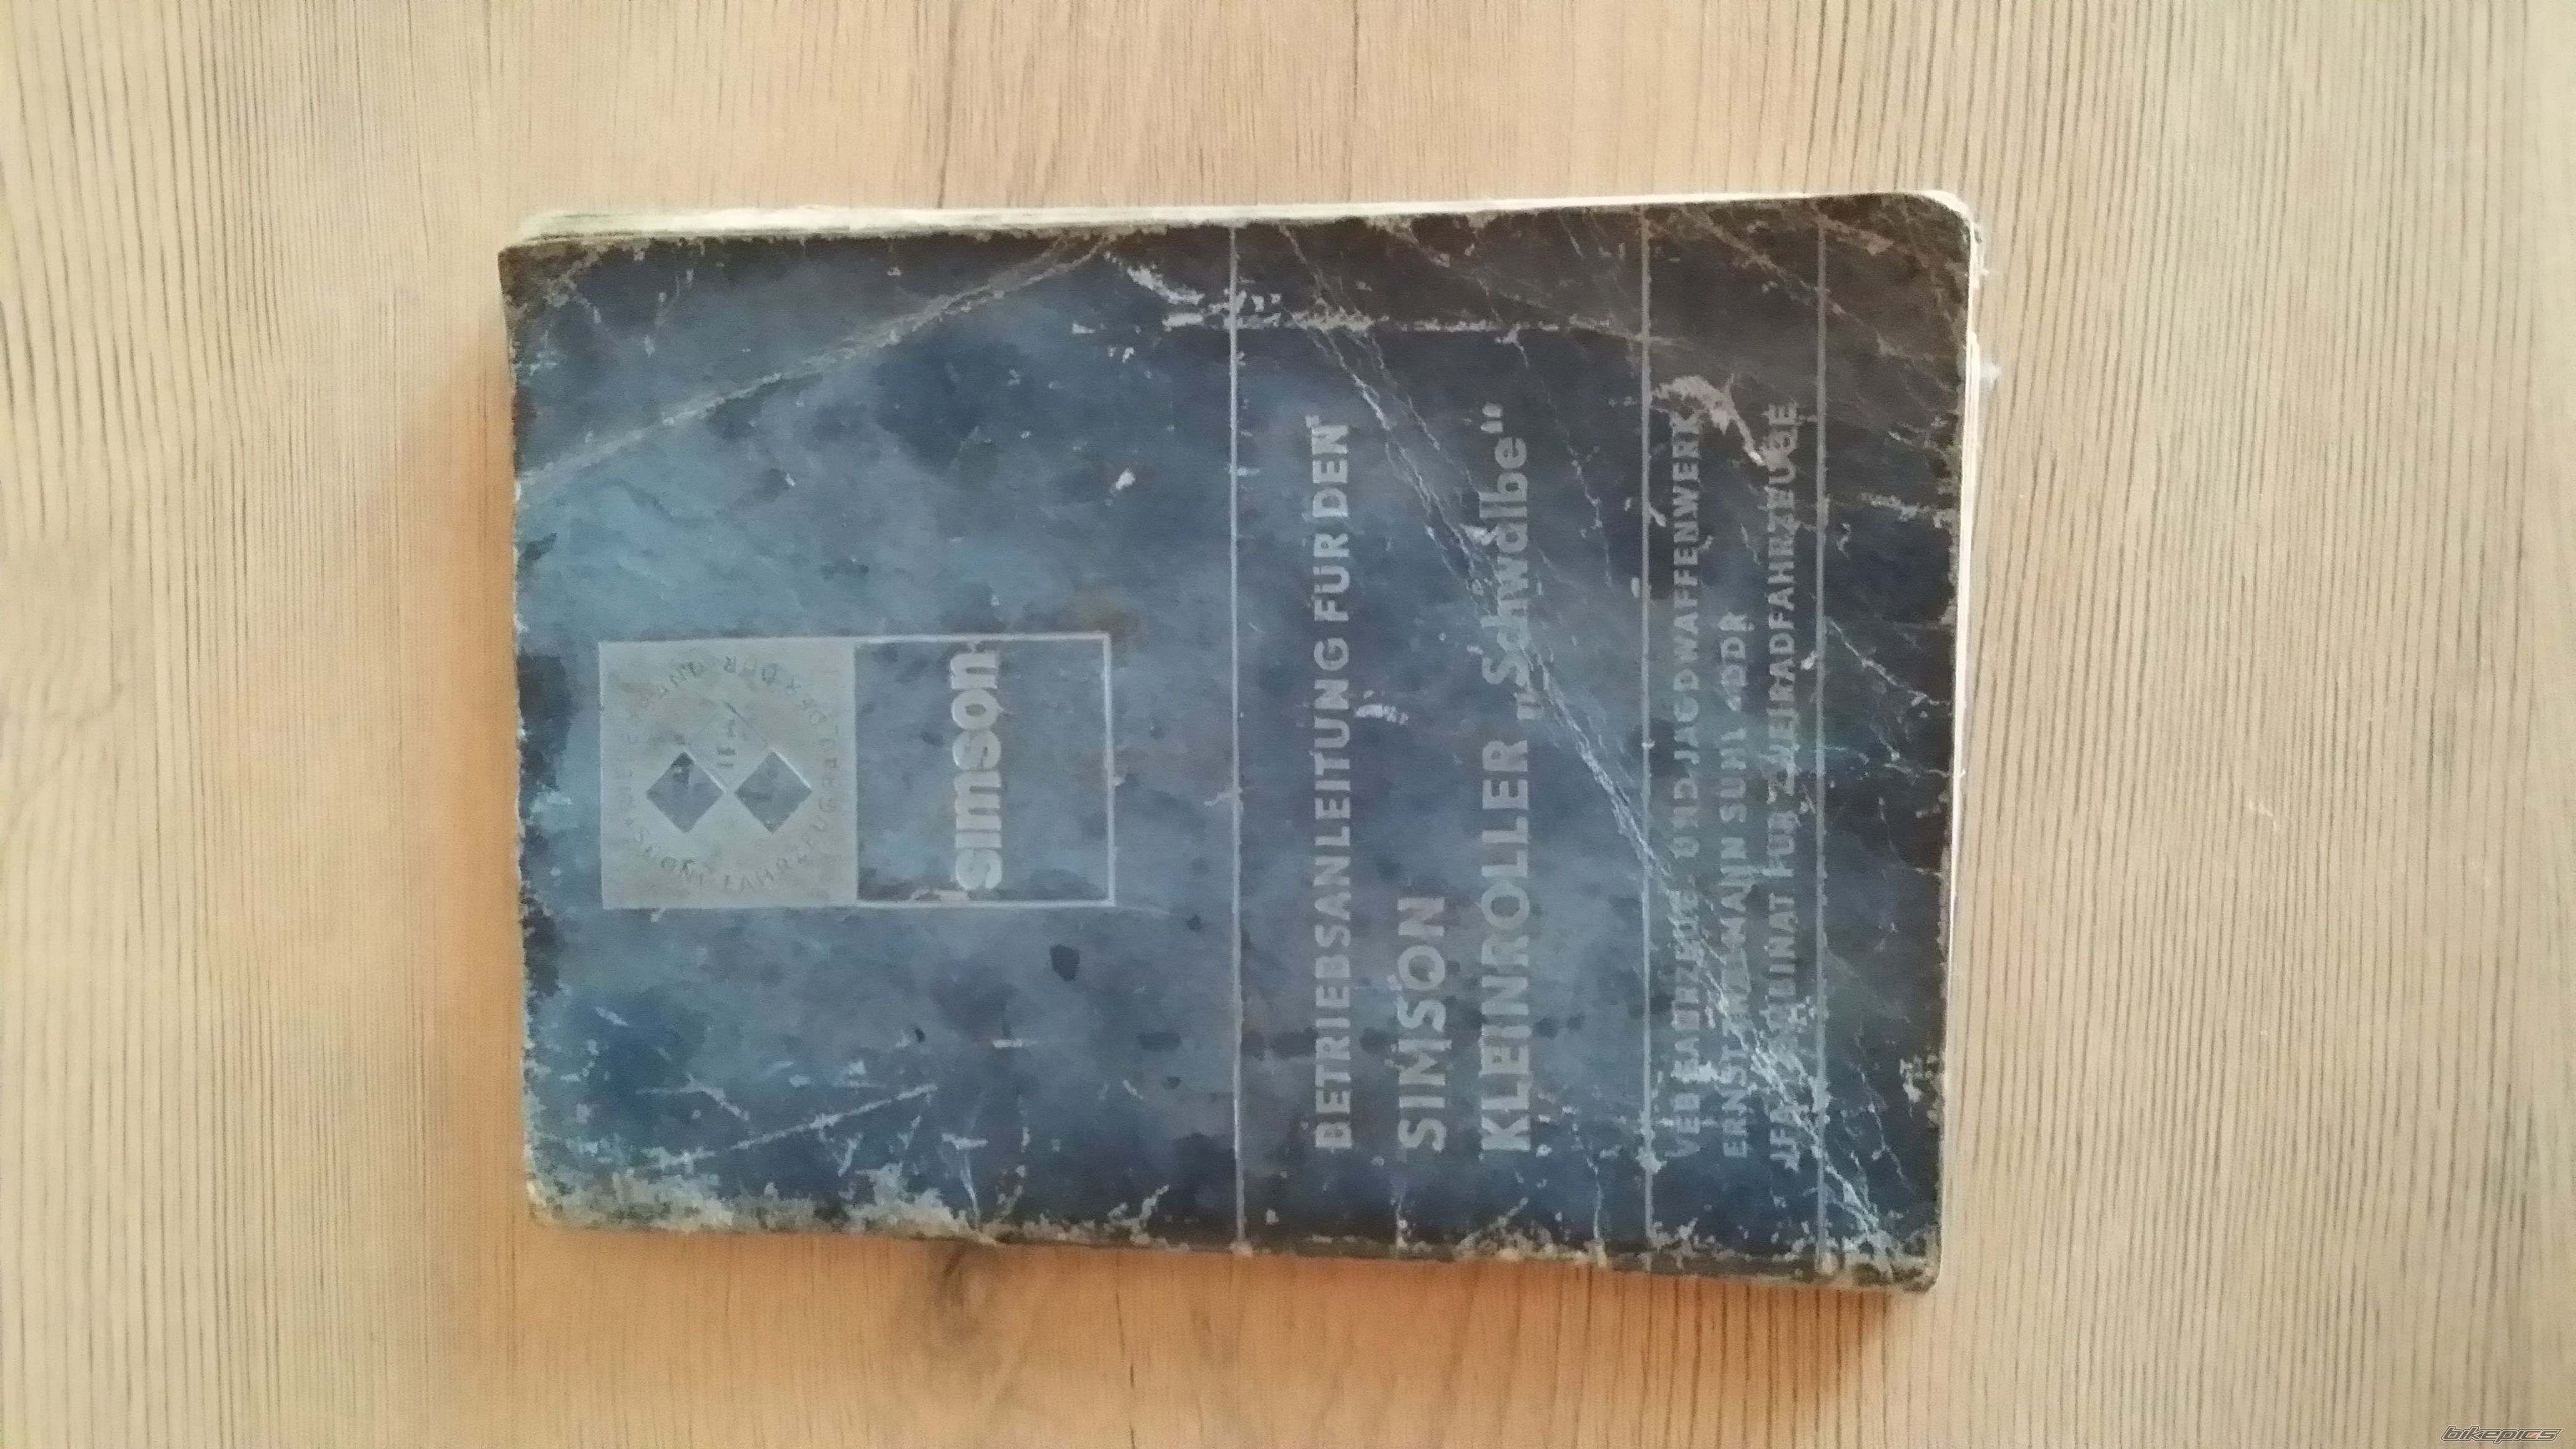 simson
BETRIEBSANLEITUNG FÜR DEN
SIMSON
KLEINROLLER „Schwalbe“
VEB FAHRZEUG- UND JAGDWAFFENWERK
ERNST THÄLMANN SUHL · DDR
IFA-KOMBINAT FÜR ZWEIRADFAHRZEUGE
bikepics